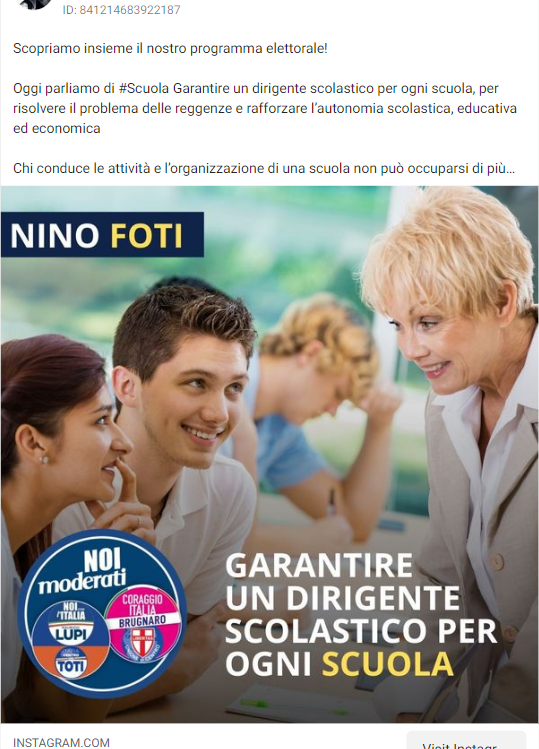 ID: 841214683922187
Scopriamo insieme il nostro programma elettorale!
Oggi parliamo di #Scuola Garantire un dirigente scolastico per ogni scuola, per
risolvere il problema delle reggenze e rafforzare l'autonomia scolastica, educativa
ed economica
Chi conduce le attività e l'organizzazione di una scuola non può occuparsi di più...
NINO FOTI
NOI
moderati
NOI
L'ITALIA
LUPI
TOTI
CORAGGIO
ITALIA
BRUGNARO
GARANTIRE
UN DIRIGENTE
SCOLASTICO PER
OGNI SCUOLA
INSTAGRAM.COM
Visit Instagr...